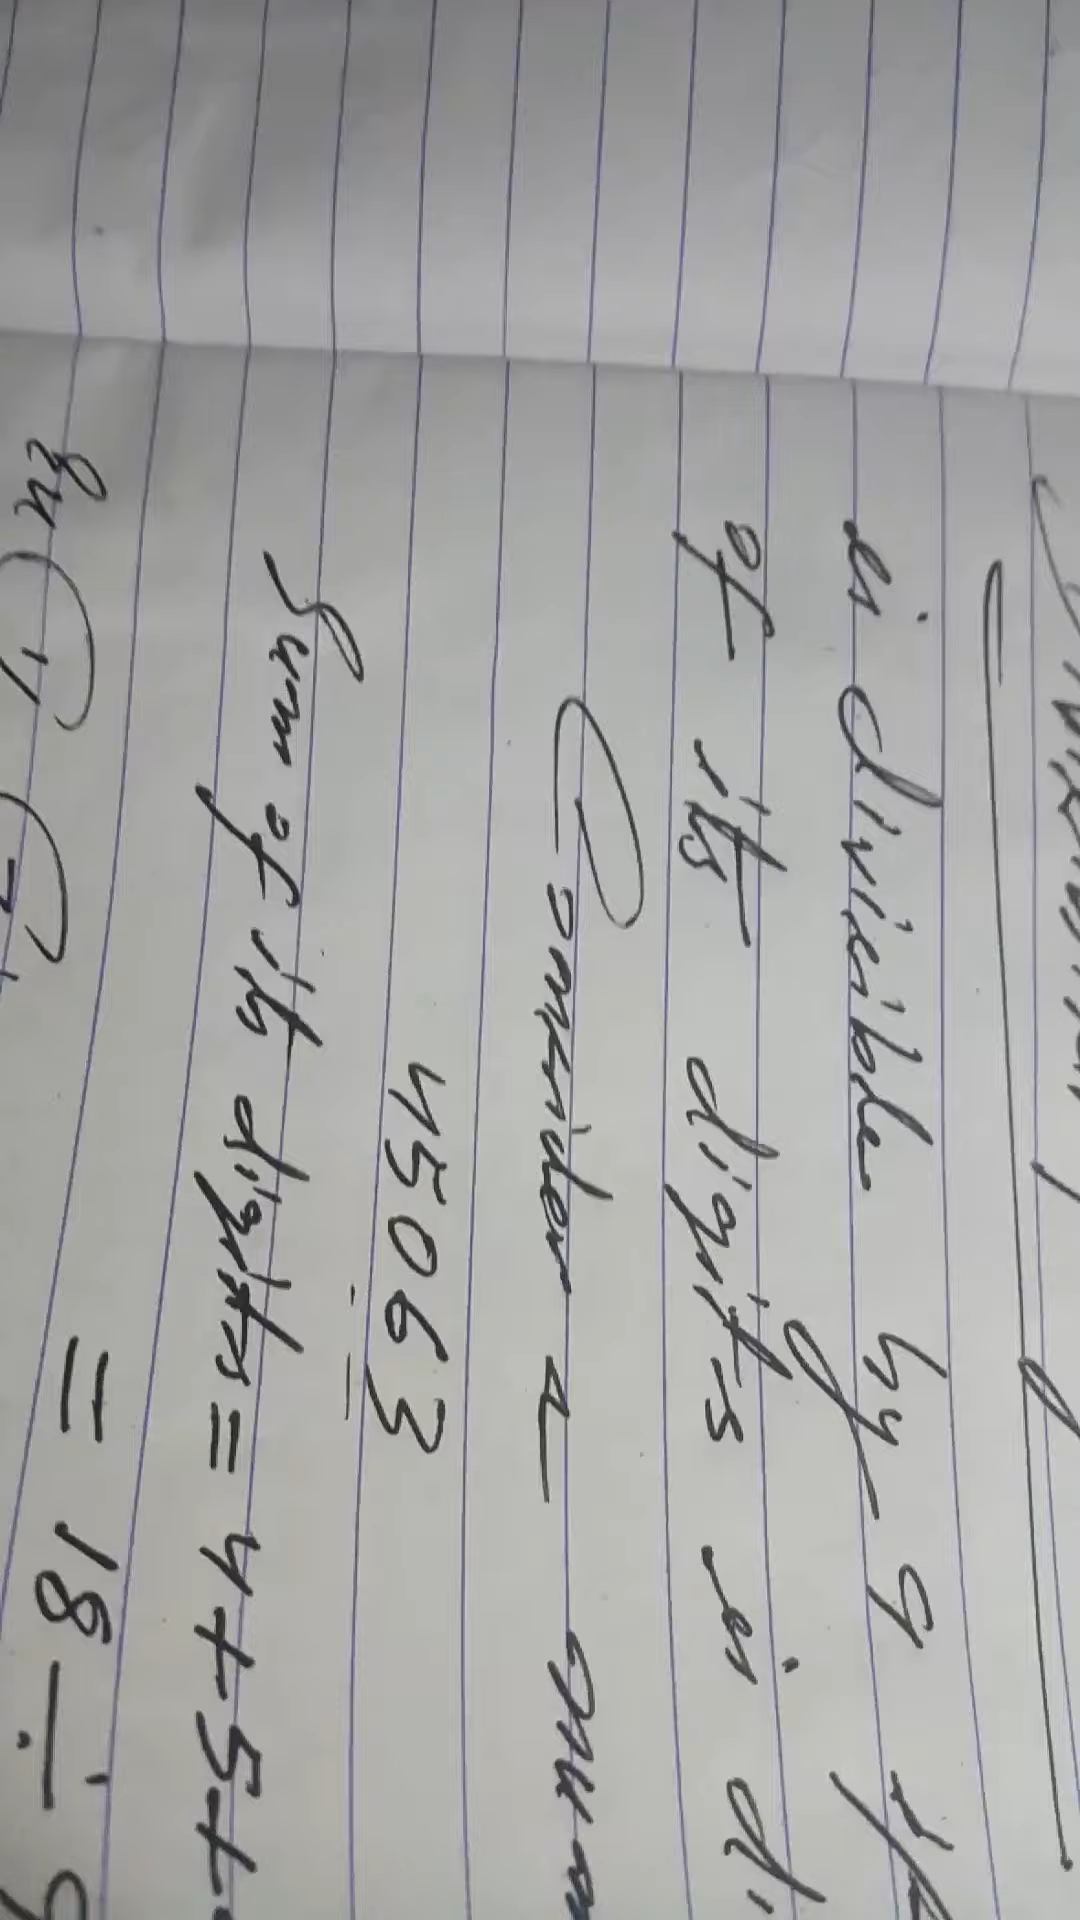 Divisibility
is divisible by 9 if
of its digits is di
Consider a num
45063
Sum of its digits = 4+5+
= 18 ÷ 9